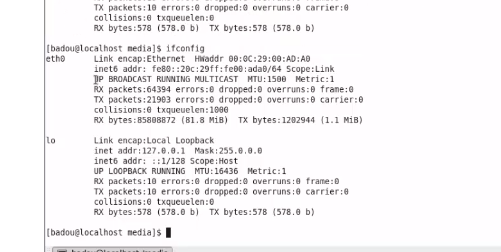 TX packets:10 errors:0 dropped:0 overruns:0 carrier:0
collisions:0 txqueuelen:0
RX bytes:578 (578.0 b)  TX bytes:578 (578.0 b)
[badou@localhost media]$ ifconfig
eth0      Link encap:Ethernet  HWaddr 00:0C:29:00:AD:A0
inet6 addr: fe80::20c:29ff:fe00:ada0/64 Scope:Link
UP BROADCAST RUNNING MULTICAST  MTU:1500  Metric:1
RX packets:64394 errors:0 dropped:0 overruns:0 frame:0
TX packets:21903 errors:0 dropped:0 overruns:0 carrier:0
collisions:0 txqueuelen:1000
RX bytes:85808872 (81.8 MiB)  TX bytes:1202944 (1.1 MiB)
lo        Link encap:Local Loopback
inet addr:127.0.0.1  Mask:255.0.0.0
inet6 addr: ::1/128 Scope:Host
UP LOOPBACK RUNNING  MTU:16436  Metric:1
RX packets:10 errors:0 dropped:0 overruns:0 frame:0
TX packets:10 errors:0 dropped:0 overruns:0 carrier:0
collisions:0 txqueuelen:0
RX bytes:578 (578.0 b)  TX bytes:578 (578.0 b)
[badou@localhost media]$